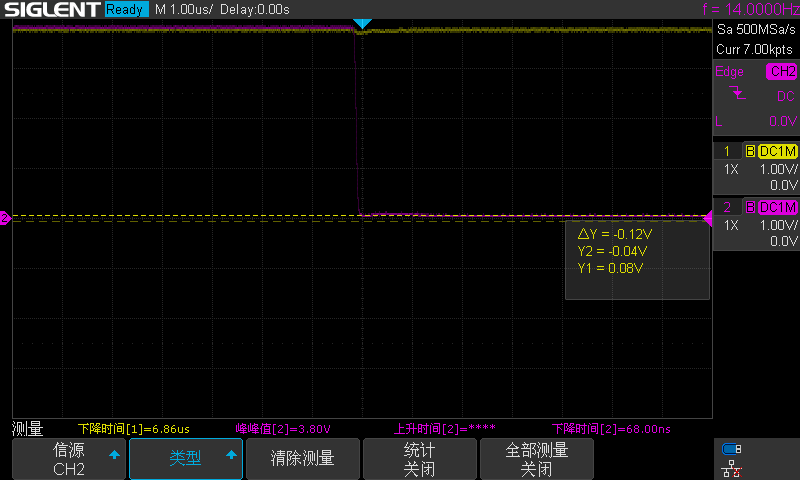 SIGLENT Ready M 1.00us/ Delay:0.00s f = 14.0000Hz
Sa 500MSa/s
Curr 7.00kpts
Edge CH2
DC
L 0.0V
1 B DC1M
1X 1.00V/
0.0V
2 B DC1M
1X 1.00V/
0.0V
2
△Y = -0.12V
Y2 = -0.04V
Y1 = 0.08V
测量 下降时间[1]=6.86us 峰峰值[2]=3.80V 上升时间[2]=**** 下降时间[2]=68.00ns
信源
CH2
类型
清除测量
统计
关闭
全部测量
关闭
B